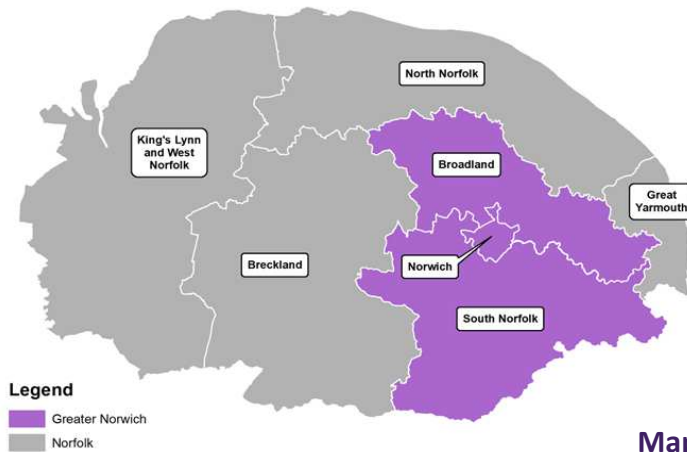 North Norfolk
King's Lynn
and West
Norfolk
Broadland
Great
Yarmouth
Breckland
Norwich
South Norfolk
Legend
Greater Norwich
Norfolk